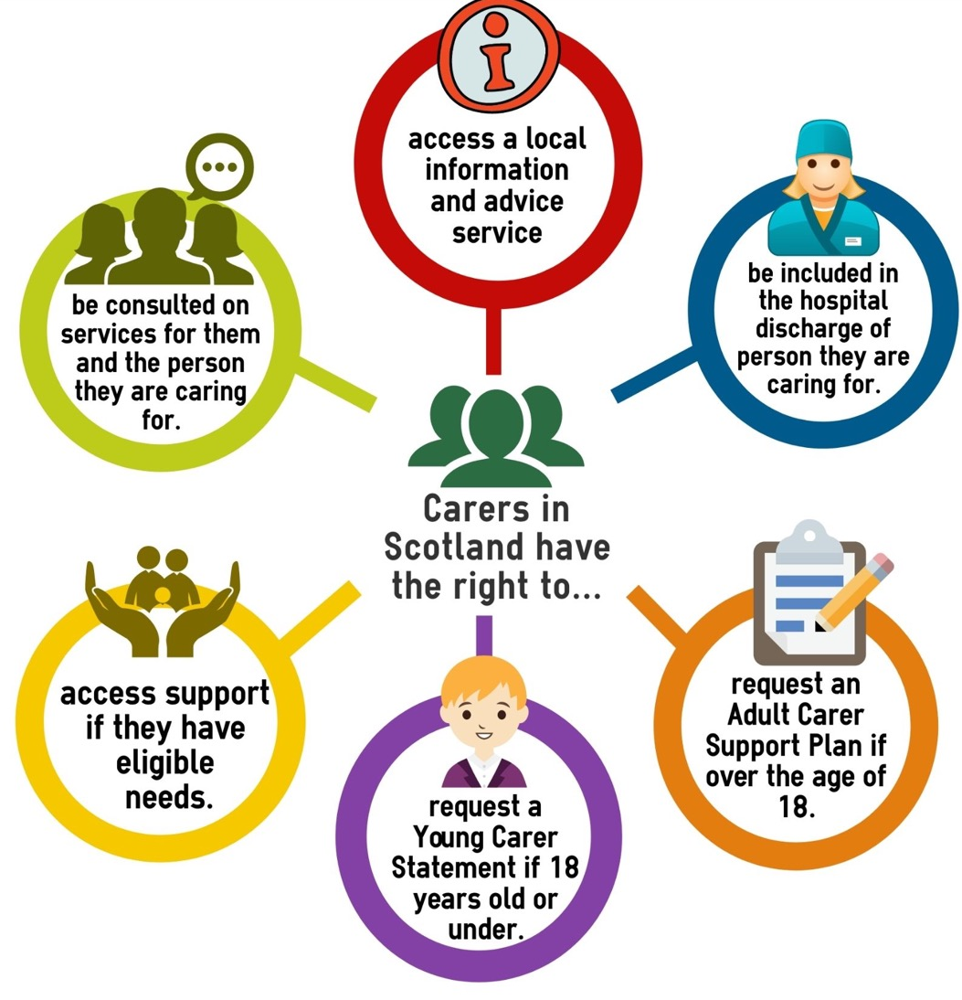 Carers in
Scotland have
the right to...
access a local
information
and advice
service
be included in
the hospital
discharge of
person they are
caring for.
request an
Adult Carer
Support Plan if
over the age of
18.
request a
Young Carer
Statement if 18
years old or
under.
access support
if they have
eligible
needs.
be consulted on
services for them
and the person
they are caring
for.